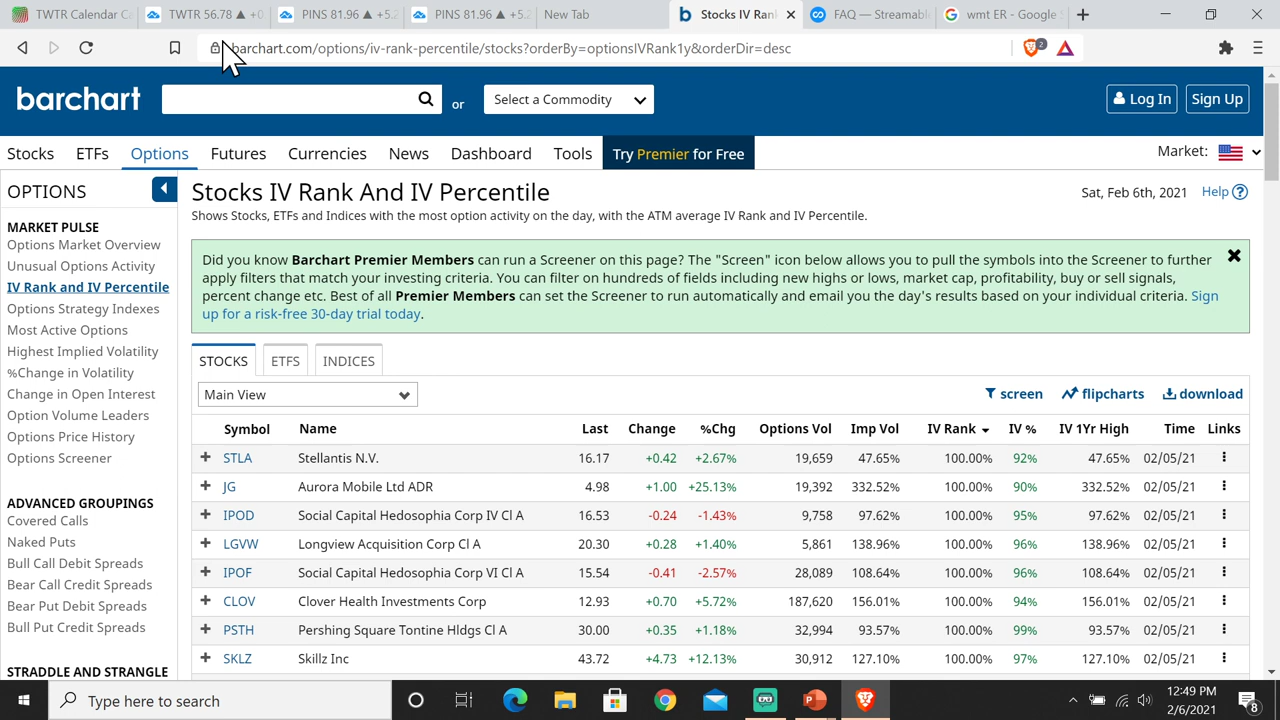 TWTR Calendar Ca
TWTR 56.78 ▲ +0
PINS 81.96 ▲ +5.2
PINS 81.96 ▲ +5.2
New Tab
Stocks IV Ran
FAQ — Streamabl
wmt ER - Google S
barchart.com/options/iv-rank-percentile/stocks?orderBy=optionsIVRank1y&orderDir=desc
2
barchart
or
Select a Commodity
Log In
Sign Up
Stocks ETFs Options Futures Currencies News Dashboard Tools Try Premier for Free
Market:
OPTIONS
MARKET PULSE
Options Market Overview
Unusual Options Activity
IV Rank and IV Percentile
Options Strategy Indexes
Most Active Options
Highest Implied Volatility
%Change in Volatility
Change in Open Interest
Option Volume Leaders
Options Price History
Options Screener
ADVANCED GROUPINGS
Covered Calls
Naked Puts
Bull Call Debit Spreads
Bear Call Credit Spreads
Bear Put Debit Spreads
Bull Put Credit Spreads
STRADDLE AND STRANGLE
Stocks IV Rank And IV Percentile
Sat, Feb 6th, 2021 Help ?
Shows Stocks, ETFs and Indices with the most option activity on the day, with the ATM average IV Rank and IV Percentile.
Did you know Barchart Premier Members can run a Screener on this page? The "Screen" icon below allows you to pull the symbols into the Screener to further
apply filters that match your investing criteria. You can filter on hundreds of fields including new highs or lows, market cap, profitability, buy or sell signals,
percent change etc. Best of all Premier Members can set the Screener to run automatically and email you the day's results based on your individual criteria. Sign
up for a risk-free 30-day trial today.
STOCKS ETFS INDICES
Main View
screen flipcharts download
Symbol Name Last Change %Chg Options Vol Imp Vol IV Rank IV % IV 1Yr High Time Links
STLA Stellantis N.V. 16.17 +0.42 +2.67% 19,659 47.65% 100.00% 92% 47.65% 02/05/21
JG Aurora Mobile Ltd ADR 4.98 +1.00 +25.13% 19,392 332.52% 100.00% 90% 332.52% 02/05/21
IPOD Social Capital Hedosophia Corp IV Cl A 16.53 -0.24 -1.43% 9,758 97.62% 100.00% 95% 97.62% 02/05/21
LGVW Longview Acquisition Corp Cl A 20.30 +0.28 +1.40% 5,861 138.96% 100.00% 96% 138.96% 02/05/21
IPOF Social Capital Hedosophia Corp VI Cl A 15.54 -0.41 -2.57% 28,089 108.64% 100.00% 96% 108.64% 02/05/21
CLOV Clover Health Investments Corp 12.93 +0.70 +5.72% 187,620 156.01% 100.00% 94% 156.01% 02/05/21
PSTH Pershing Square Tontine Hldgs Cl A 30.00 +0.35 +1.18% 32,994 93.57% 100.00% 99% 93.57% 02/05/21
SKLZ Skillz Inc 43.72 +4.73 +12.13% 30,912 127.10% 100.00% 97% 127.10% 02/05/21
Type here to search
12:49 PM
2/6/2021
8